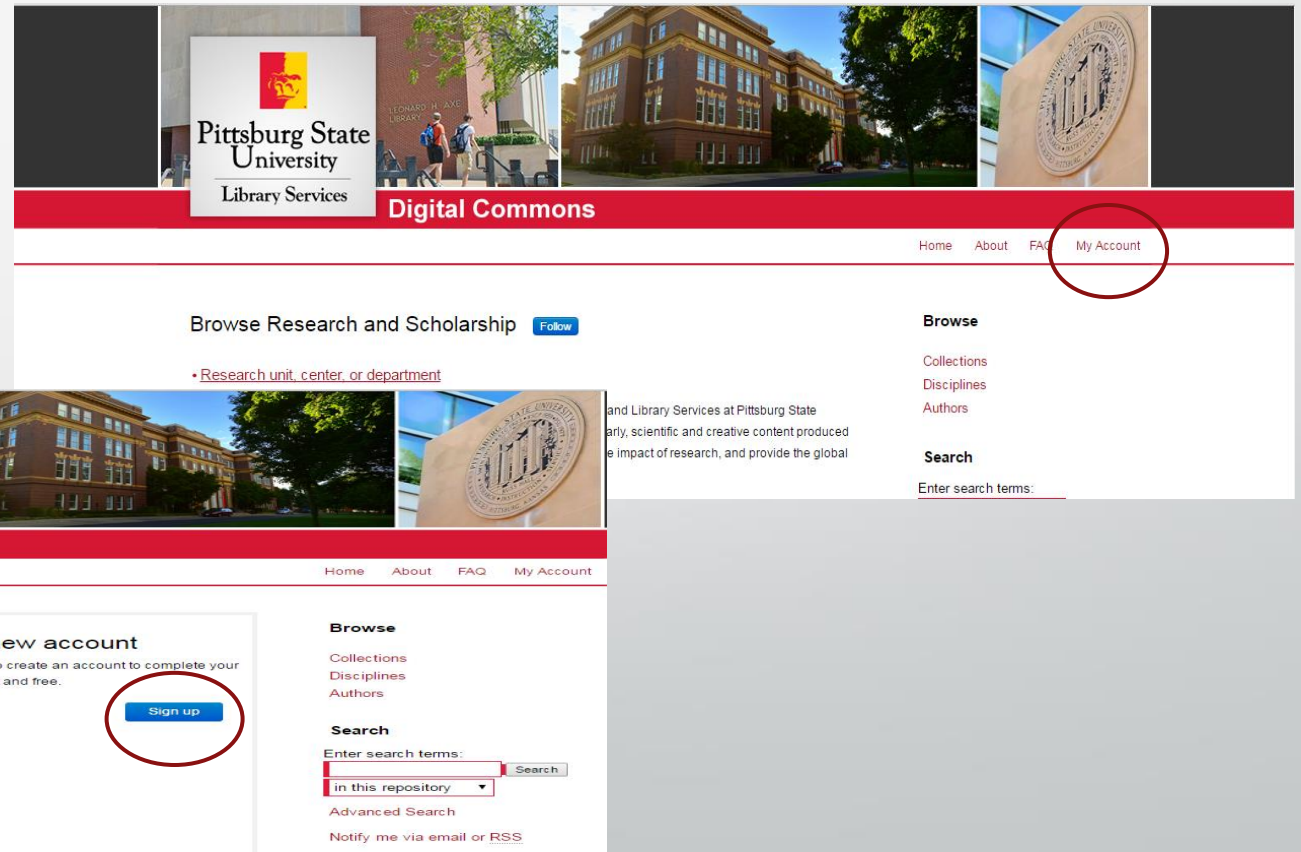 LEONARD H. AXE
LIBRARY
Pittsburg State
University
Library Services
Digital Commons
Home About FAQ My Account
Browse Research and Scholarship Follow
• Research unit, center, or department
and Library Services at Pittsburg State
arly, scientific and creative content produced
e impact of research, and provide the global
Browse
Collections
Disciplines
Authors
Search
Enter search terms:
Home About FAQ My Account
ew account
o create an account to complete your
and free.
Sign up
Browse
Collections
Disciplines
Authors
Search
Enter search terms:
Search
in this repository
Advanced Search
Notify me via email or RSS